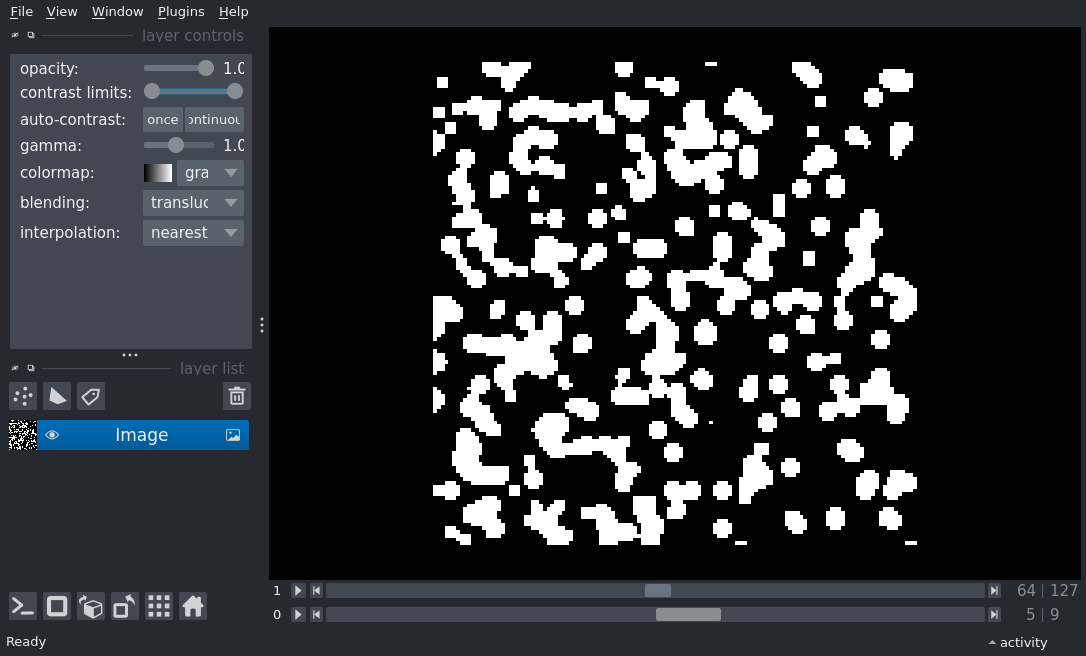 File View Window Plugins Help
layer controls
opacity: 1.0
contrast limits:
auto-contrast: once ontinuou
gamma: 1.0
colormap: gra
blending: transluc
interpolation: nearest
layer list
Image
1 64 127
0 5 9
Ready activity